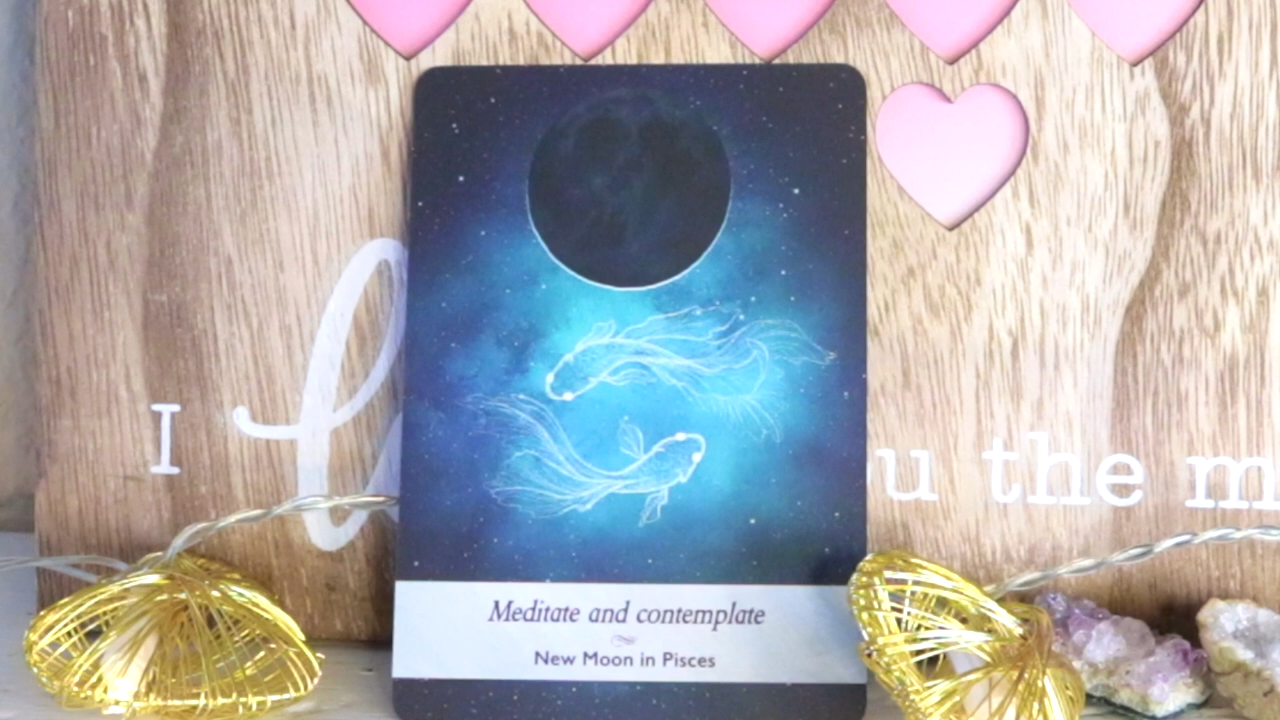 I
u the m
Meditate and contemplate
New Moon in Pisces